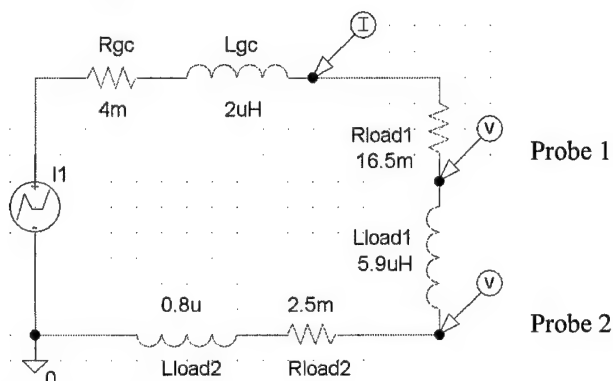 I
Rgc
Lgc
4m
2uH
Rload1
16.5m
V
Probe 1
I1
Lload1
5.9uH
V
Probe 2
0.8u
2.5m
0
Lload2
Rload2